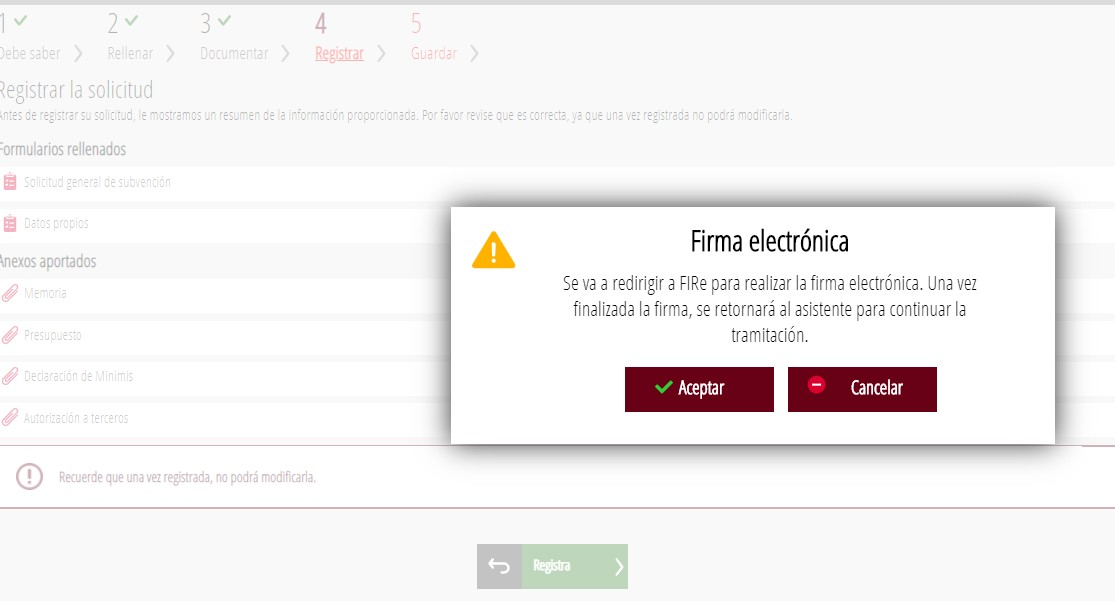 1
2
3
4
5
Debe saber
Rellenar
Documentar
Registrar
Guardar
Registrar la solicitud
Antes de registrar su solicitud, le mostramos un resumen de la información proporcionada. Por favor revise que es correcta, ya que una vez registrada no podrá modificarla.
Formularios rellenados
Solicitud general de subvención
Datos propios
Anexos aportados
Memoria
Presupuesto
Declaración de Minimis
Autorización a terceros
Firma electrónica
Se va a redirigir a FIRe para realizar la firma electrónica. Una vez
finalizada la firma, se retornará al asistente para continuar la
tramitación.
Aceptar
Cancelar
Recuerde que una vez registrada, no podrá modificarla.
Registra